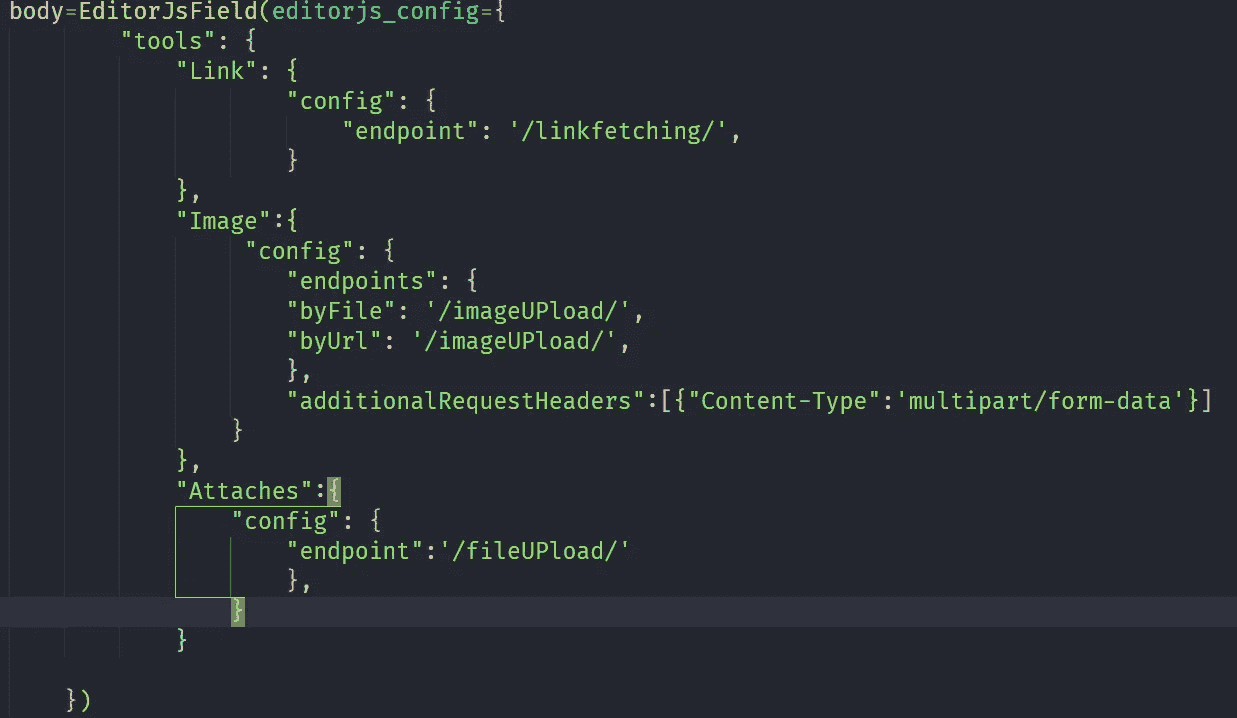 body=EditorJsField(editorjs_config={
"tools": {
"Link": {
"config": {
"endpoint": '/linkfetching/',
}
},
"Image":{
"config": {
"endpoints": {
"byFile": '/imageUPload/',
"byUrl": '/imageUPload/',
},
"additionalRequestHeaders":[{"Content-Type":'multipart/form-data'}]
}
},
"Attaches":{
"config": {
"endpoint":'/fileUPload/'
},
}
}
})